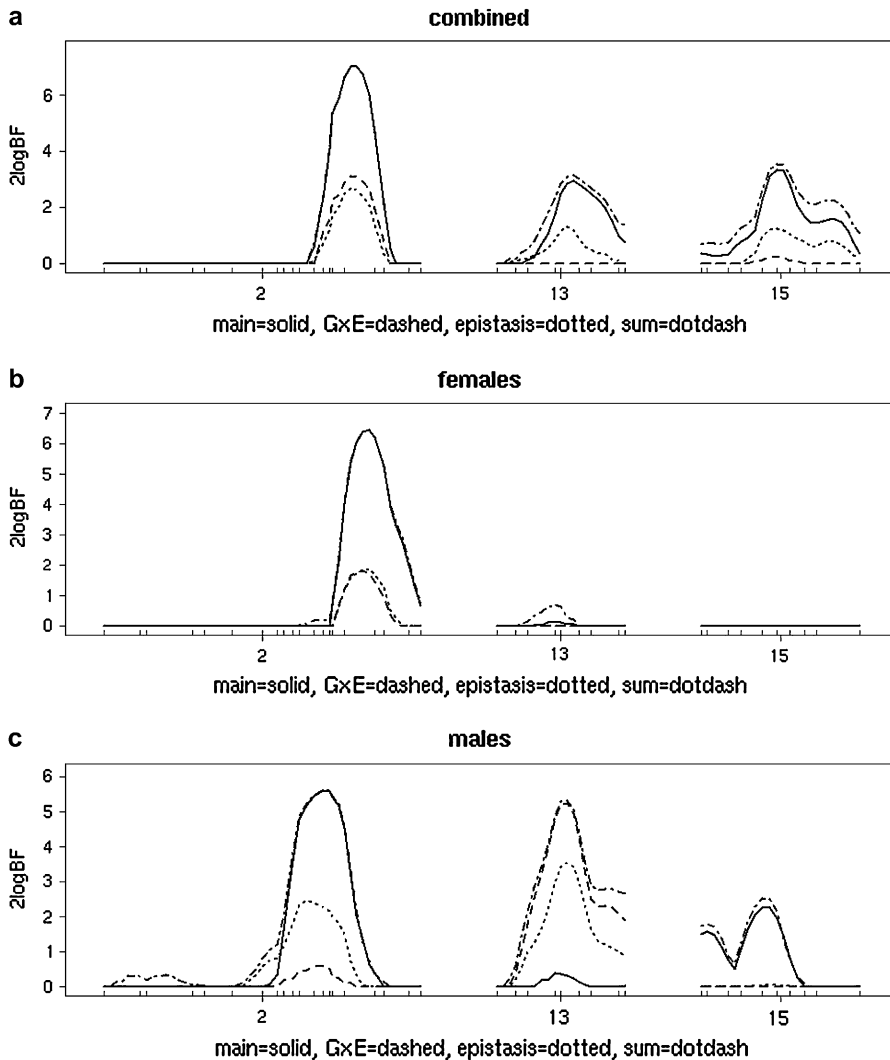 a
combined
2logBF
6
4
2
0
2
13
15
main=solid, GxE=dashed, epistasis=dotted, sum=dotdash
b
females
2logBF
7
6
5
4
3
2
1
0
2
13
15
main=solid, GxE=dashed, epistasis=dotted, sum=dotdash
c
males
2logBF
6
5
4
3
2
1
0
2
13
15
main=solid, GxE=dashed, epistasis=dotted, sum=dotdash